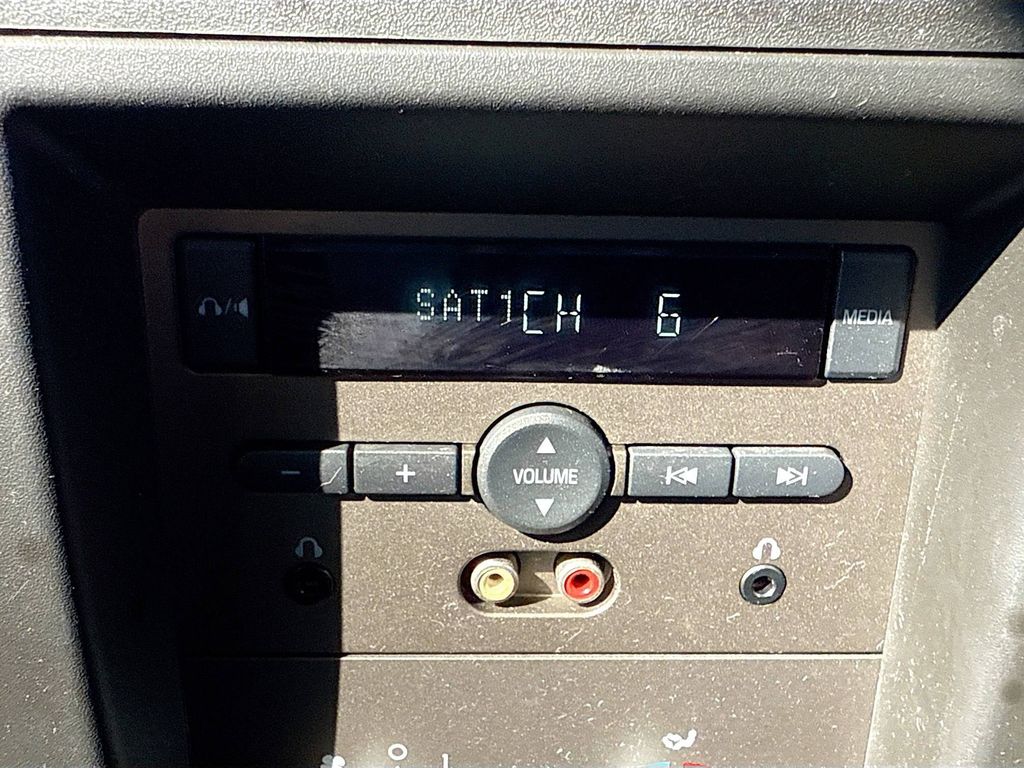 SAT1CH 6
MEDIA
− +
VOLUME